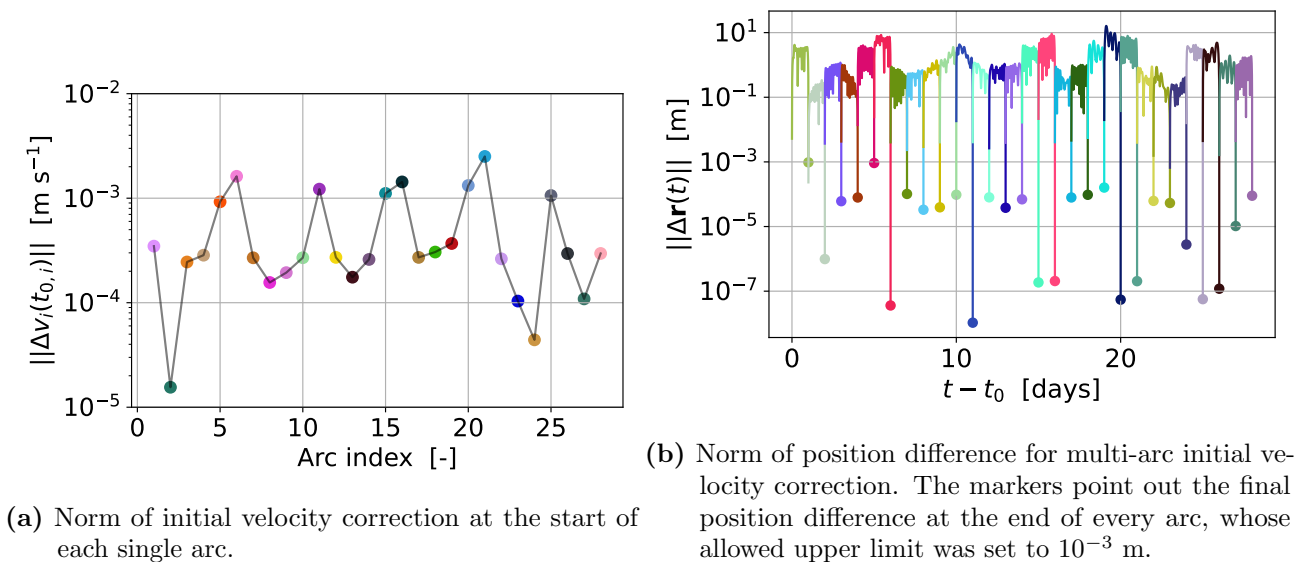 10⁻²
10⁻³
10⁻⁴
10⁻⁵
||Δv_i(t_{0,i})|| [m s⁻¹]
0 5 10 15 20 25
Arc index [-]
(a) Norm of initial velocity correction at the start of
each single arc.
10¹
10⁻¹
10⁻³
10⁻⁵
10⁻⁷
||Δ𝐫(t)|| [m]
0 10 20
t − t₀ [days]
(b) Norm of position difference for multi-arc initial ve-
locity correction. The markers point out the final
position difference at the end of every arc, whose
allowed upper limit was set to 10⁻³ m.